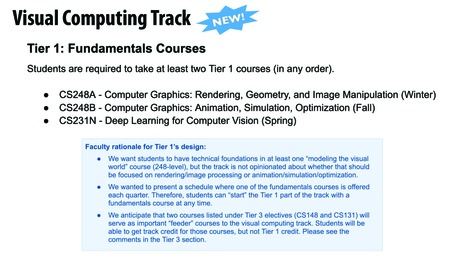 Visual Computing Track
NEW!
Tier 1: Fundamentals Courses
Students are required to take at least two Tier 1 courses (in any order).
● CS248A - Computer Graphics: Rendering, Geometry, and Image Manipulation (Winter)
● CS248B - Computer Graphics: Animation, Simulation, Optimization (Fall)
● CS231N - Deep Learning for Computer Vision (Spring)
Faculty rationale for Tier 1's design:
● We want students to have technical foundations in at least one “modeling the visual
world” course (248-level), but the track is not opinionated about whether that should
be focused on rendering/image processing or animation/simulation/optimization.
● We wanted to present a schedule where one of the fundamentals courses is offered
each quarter. Therefore, students can “start” the Tier 1 part of the track with a
fundamentals course at any time.
● We anticipate that two courses listed under Tier 3 electives (CS148 and CS131) will
serve as important “feeder” courses to the visual computing track. Students will be
able to get track credit for those courses, but not Tier 1 credit. Please see the
comments in the Tier 3 section.